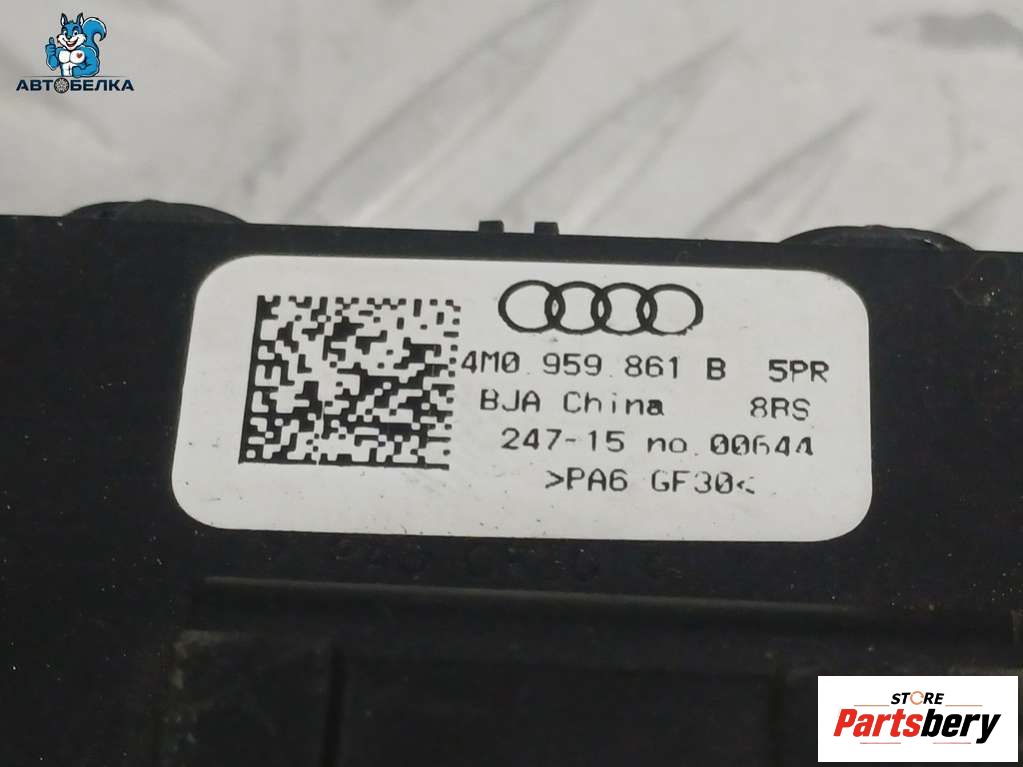 АВТОБЕЛКА
4M0 959 861 B 5PR
BJA China 8RS
247-15 no. 00644
>PA6 GF30<
STORE
Partsbery